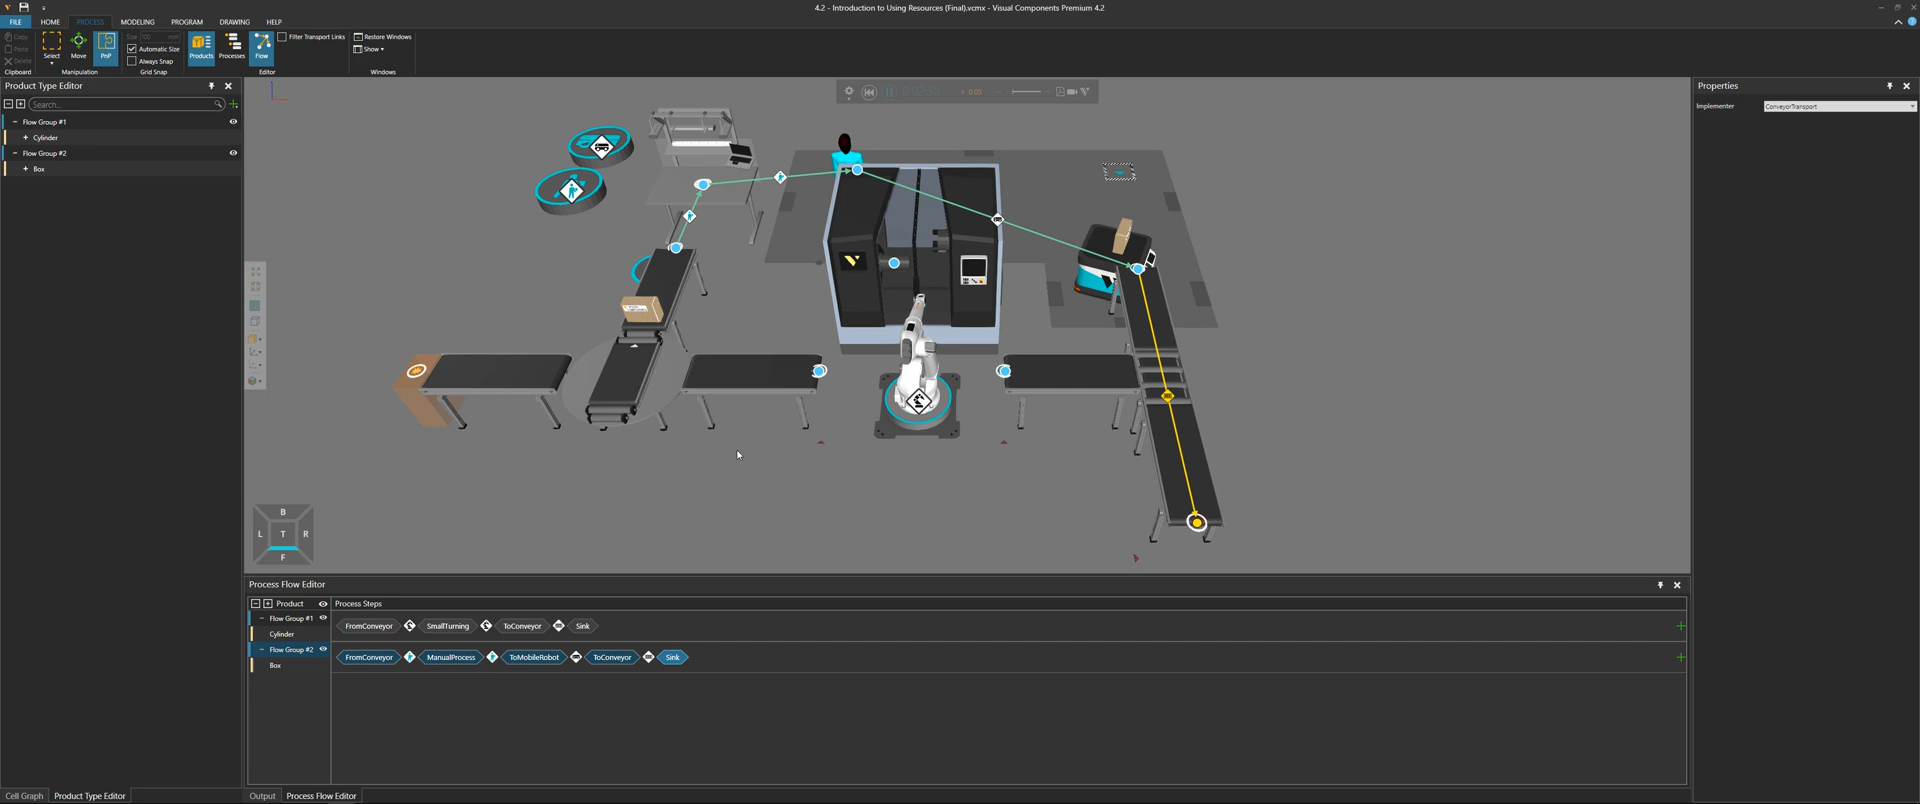 4.2 - Introduction to Using Resources (Final).vcmx - Visual Components Premium 4.2
FILE HOME PROCESS MODELING PROGRAM DRAWING HELP
Copy
Paste
Delete
Clipboard
Select Move PnP
Manipulation
Size 100 mm
Automatic Size
Always Snap
Grid Snap
Products Processes Flow
Filter Transport Links
Editor
Restore Windows
Show
Windows
Product Type Editor
Search...
Flow Group #1
Cylinder
Flow Group #2
Box
Properties
Implementer ConveyorTransport
B
L T R
F
Process Flow Editor
Product Process Steps
Flow Group #1 FromConveyor SmallTurning ToConveyor Sink
Cylinder
Flow Group #2 FromConveyor ManualProcess ToMobileRobot ToConveyor Sink
Box
Cell Graph Product Type Editor Output Process Flow Editor